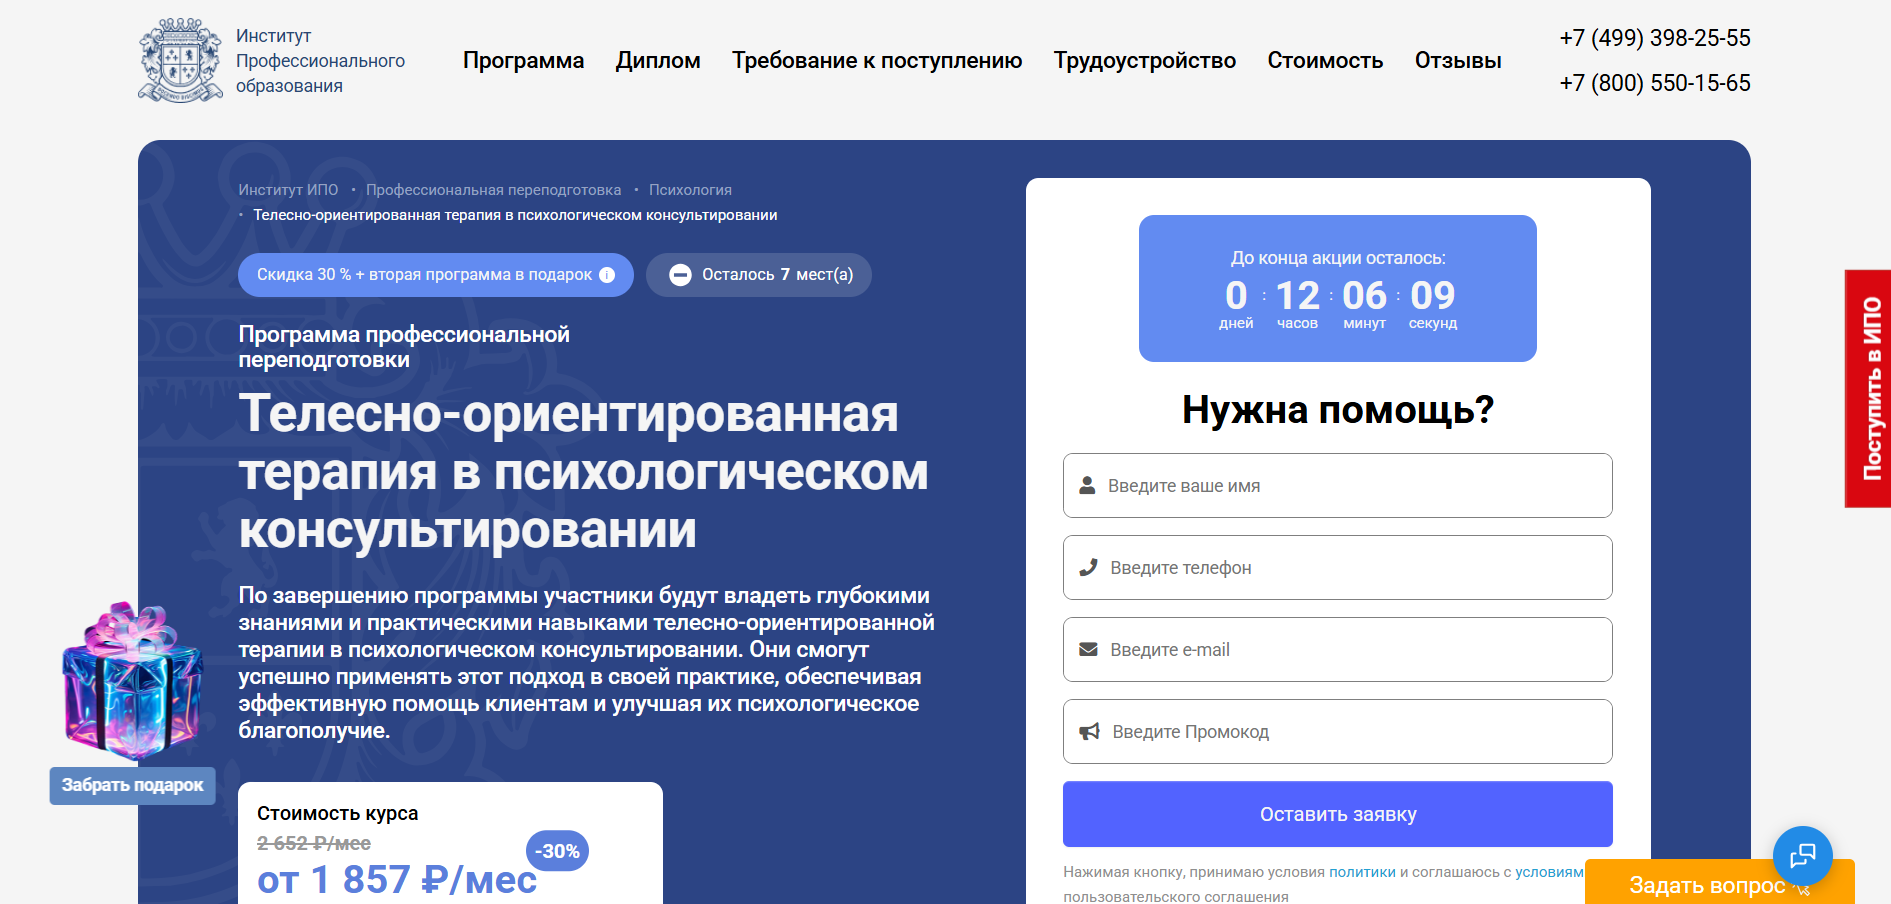 Институт
Профессионального
образования
Программа
Диплом
Требование к поступлению
Трудоустройство
Стоимость
Отзывы
+7 (499) 398-25-55
+7 (800) 550-15-65
Институт ИПО • Профессиональная переподготовка • Психология
• Телесно-ориентированная терапия в психологическом консультировании
Скидка 30 % + вторая программа в подарок
Осталось 7 мест(а)
Программа профессиональной
переподготовки
Телесно-ориентированная
терапия в психологическом
консультировании
По завершению программы участники будут владеть глубокими
знаниями и практическими навыками телесно-ориентированной
терапии в психологическом консультировании. Они смогут
успешно применять этот подход в своей практике, обеспечивая
эффективную помощь клиентам и улучшая их психологическое
благополучие.
Забрать подарок
Стоимость курса
2 652 ₽/мес
-30%
от 1 857 ₽/мес
До конца акции осталось:
0 : 12 : 06 : 09
дней часов минут секунд
Нужна помощь?
Введите ваше имя
Введите телефон
Введите e-mail
Введите Промокод
Оставить заявку
Нажимая кнопку, принимаю условия политики и соглашаюсь с условиям
пользовательского соглашения
Поступить в ИПО
Задать вопрос